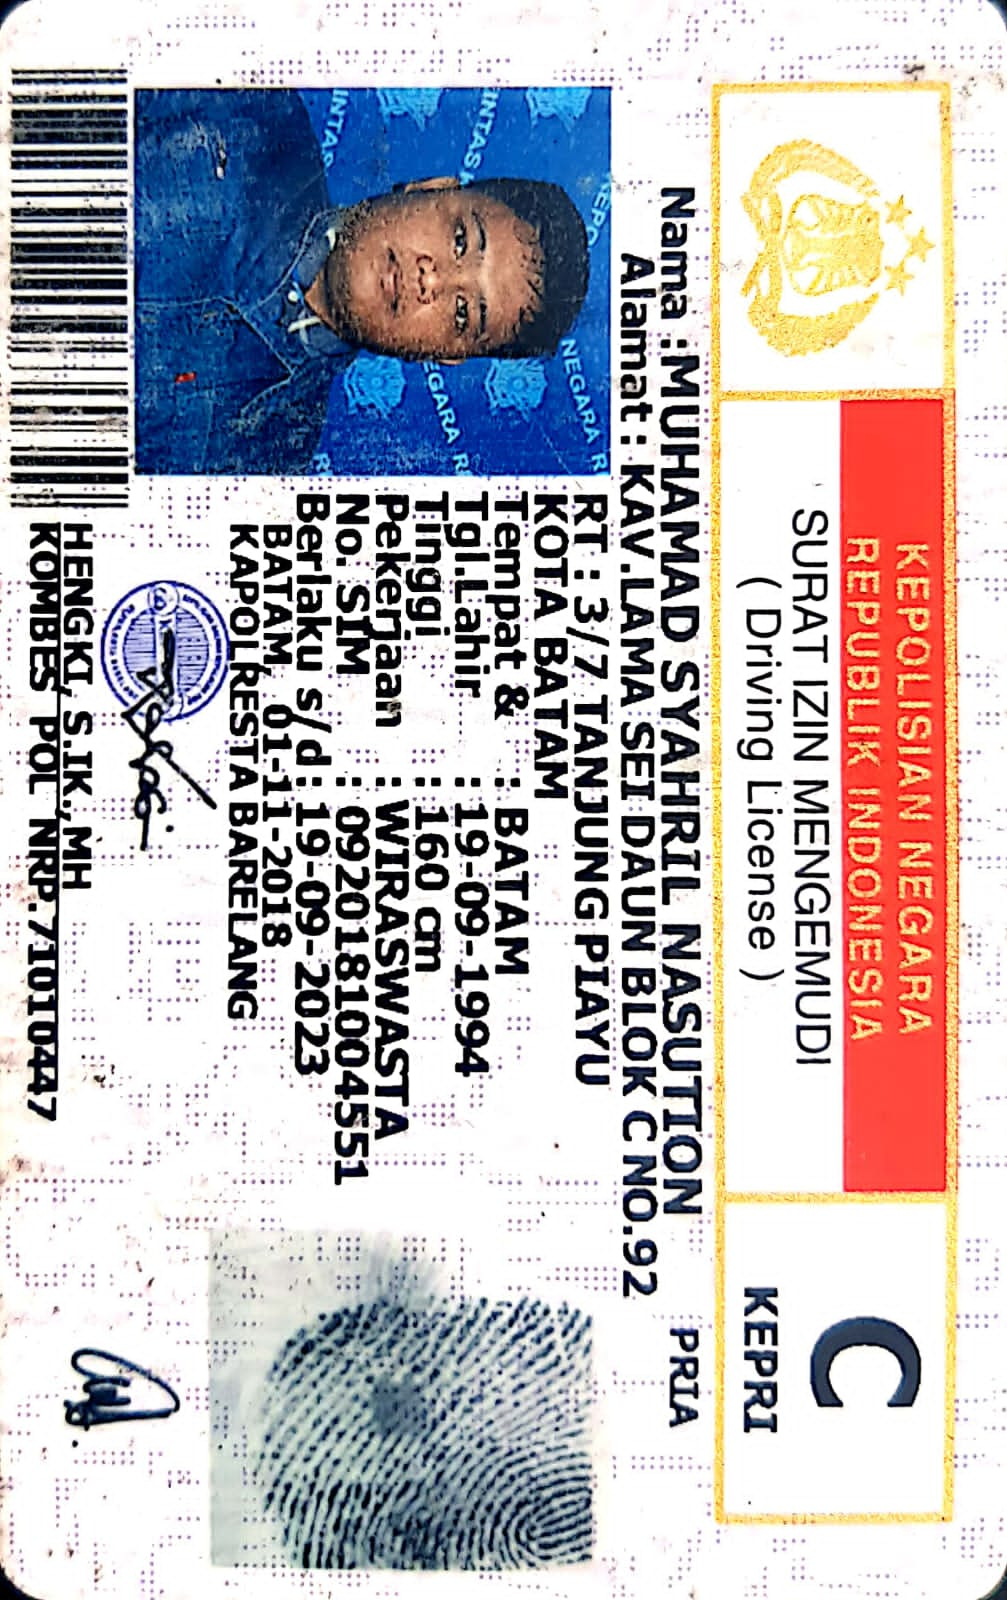 KEPOLISIAN NEGARA
REPUBLIK INDONESIA
SURAT IZIN MENGEMUDI
( Driving License )
C
KEPRI
Nama :MUHAMAD SYAHRIL NASUTION PRIA
Alamat : KAV.LAMA SEI DAUN BLOK C NO.92
RT : 3/7 TANJUNG PIAYU
KOTA BATAM
Tempat & : BATAM
Tgl.Lahir : 19-09-1994
Tinggi : 160 cm
Pekerjaan : WIRASWASTA
No. SIM : 0920181004551
Berlaku s/d : 19-09-2023
BATAM, 01-11-2018
KAPOLRESTA BARELANG
HENGKI, S.IK.,MH
KOMBES POL NRP.71010447